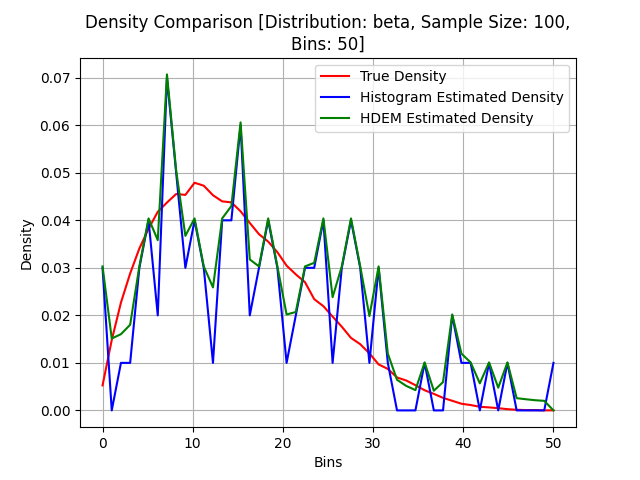 Density Comparison [Distribution: beta, Sample Size: 100,
Bins: 50]
True Density
Histogram Estimated Density
HDEM Estimated Density
Density
0.07
0.06
0.05
0.04
0.03
0.02
0.01
0.00
0 10 20 30 40 50
Bins